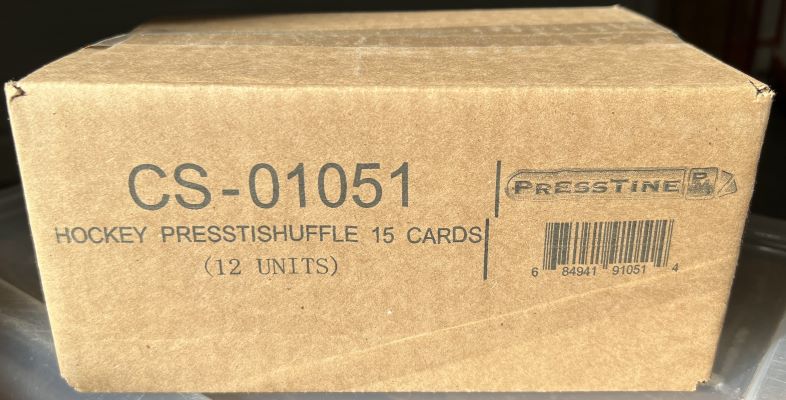 CS-01051
HOCKEY PRESSTISHUFFLE 15 CARDS
(12 UNITS)
PRESSTINE
6 84941 91051 4